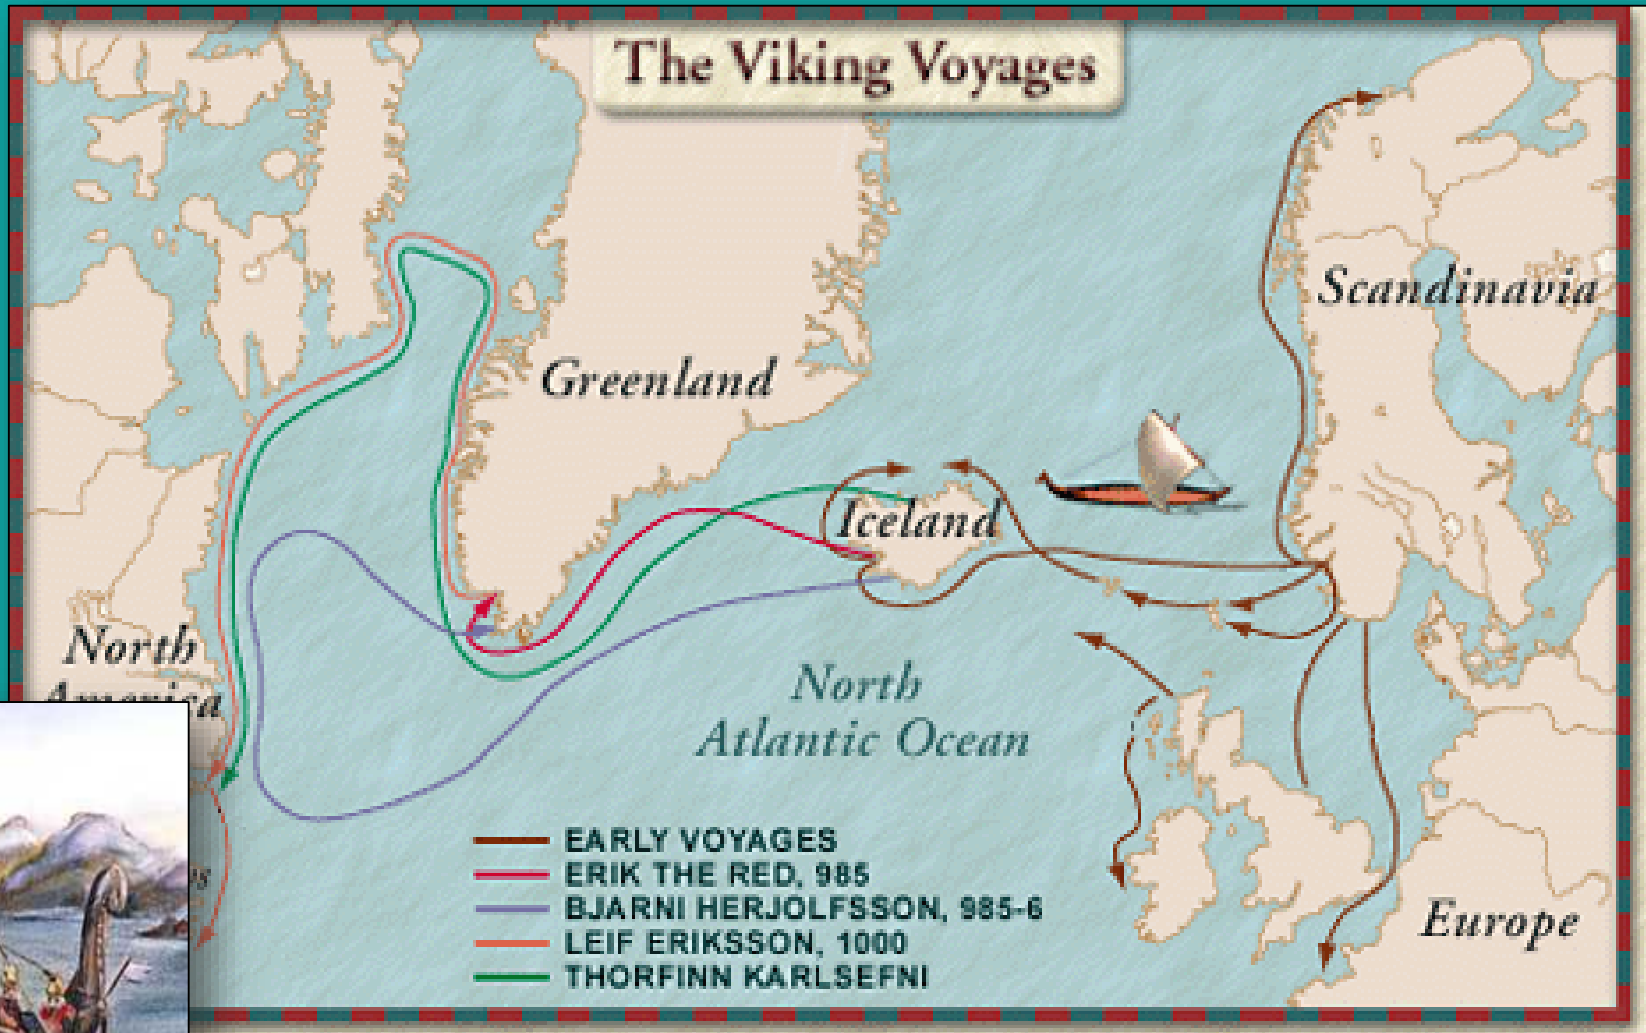 The Viking Voyages
Scandinavia
Greenland
Iceland
North
America
North
Atlantic Ocean
EARLY VOYAGES
ERIK THE RED, 985
BJARNI HERJOLFSSON, 985-6
LEIF ERIKSSON, 1000
THORFINN KARLSEFNI
Europe